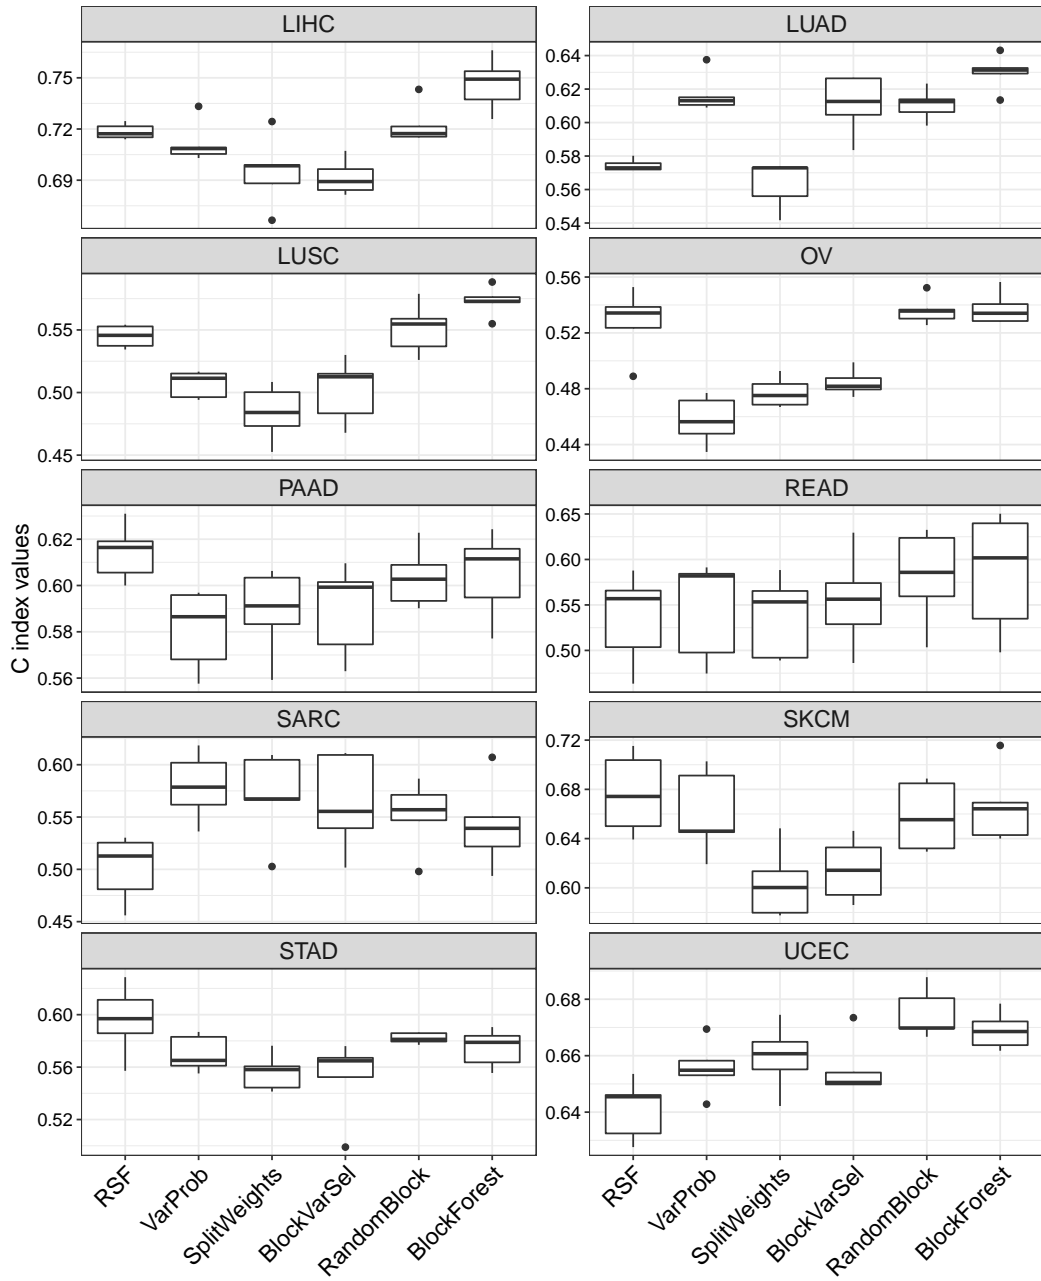 LIHC
LUAD
0.75
0.72
0.69
0.64
0.62
0.60
0.58
0.56
0.54
LUSC
OV
0.55
0.50
0.45
0.56
0.52
0.48
0.44
PAAD
READ
0.62
0.60
0.58
0.56
0.65
0.60
0.55
0.50
C index values
SARC
SKCM
0.60
0.55
0.50
0.45
0.72
0.68
0.64
0.60
STAD
UCEC
0.60
0.56
0.52
0.68
0.66
0.64
RSF
VarProb
SplitWeights
BlockVarSel
RandomBlock
BlockForest
RSF
VarProb
SplitWeights
BlockVarSel
RandomBlock
BlockForest